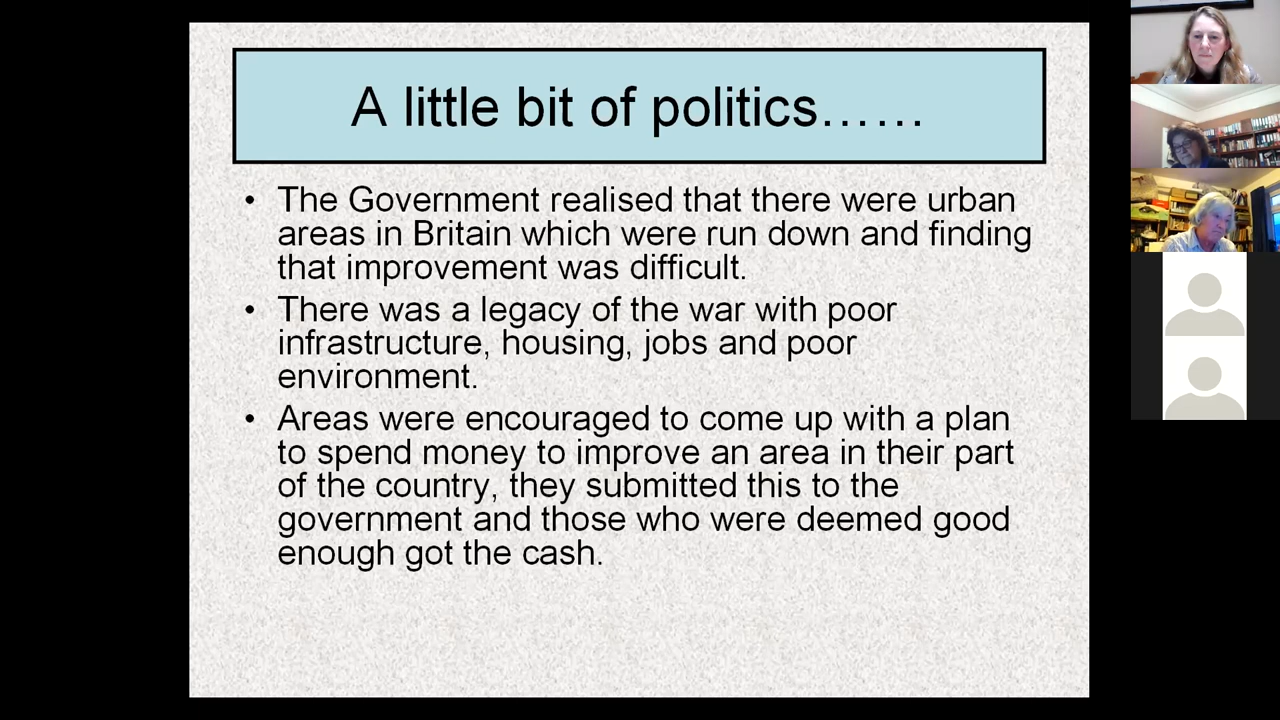 A little bit of politics……
• The Government realised that there were urban
areas in Britain which were run down and finding
that improvement was difficult.
• There was a legacy of the war with poor
infrastructure, housing, jobs and poor
environment.
• Areas were encouraged to come up with a plan
to spend money to improve an area in their part
of the country, they submitted this to the
government and those who were deemed good
enough got the cash.